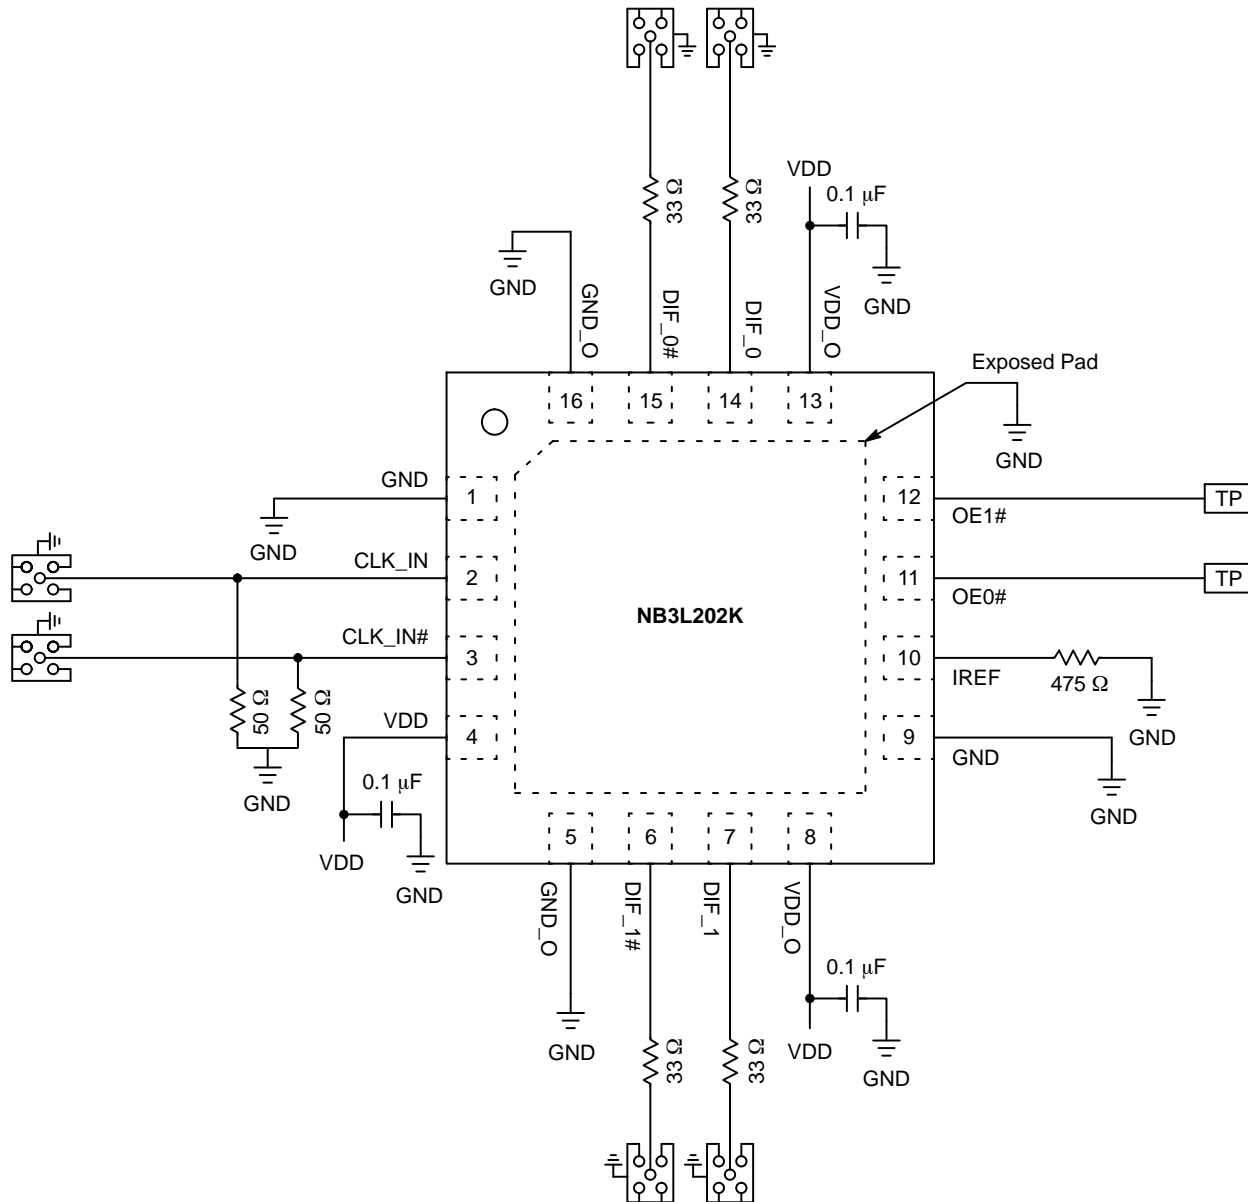 33 Ω
33 Ω
VDD
0.1 μF
GND
GND
GND_O
DIF_0#
DIF_0
VDD_O
Exposed Pad
GND
16
15
14
13
GND
1
GND
12
OE1#
TP
CLK_IN
2
11
OE0#
TP
NB3L202K
CLK_IN#
3
10
IREF
475 Ω
GND
50 Ω
50 Ω
GND
VDD
4
9
GND
GND
0.1 μF
VDD
GND
5
6
7
8
GND_O
DIF_1#
DIF_1
VDD_O
0.1 μF
GND
33 Ω
33 Ω
VDD
GND